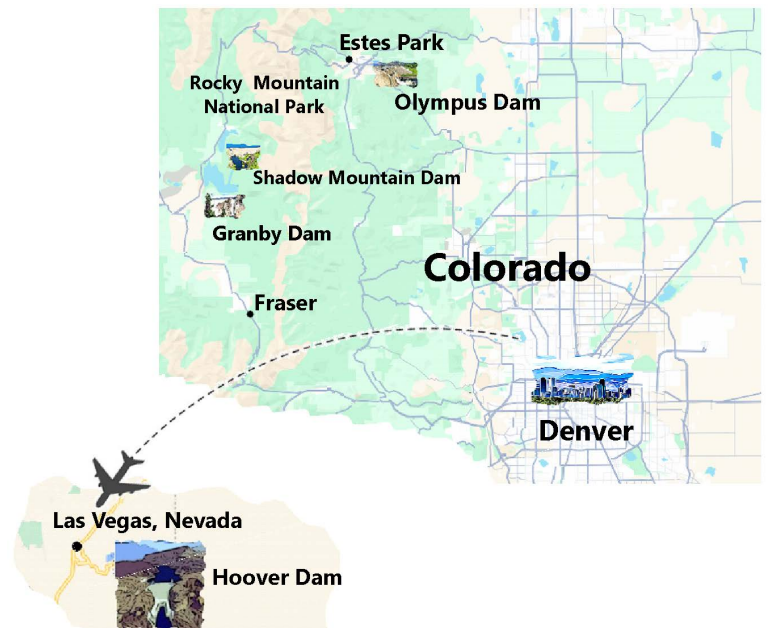 Estes Park
Rocky Mountain
National Park
Olympus Dam
Shadow Mountain Dam
Granby Dam
Colorado
Fraser
Denver
Las Vegas, Nevada
Hoover Dam